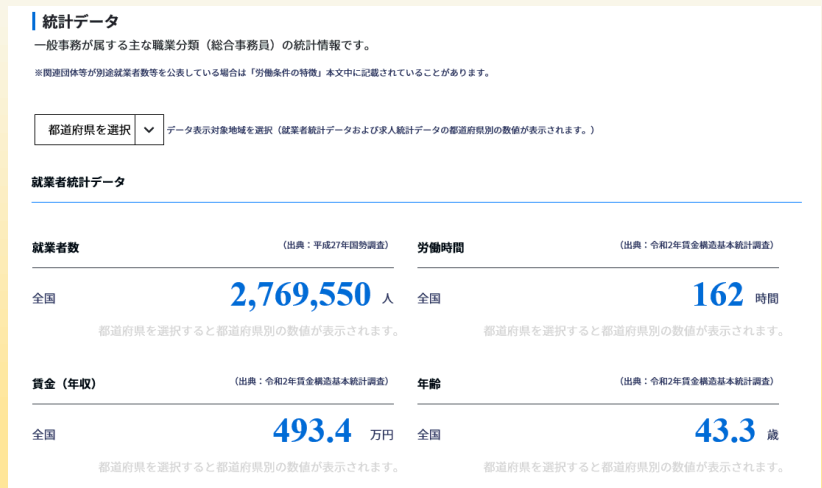 統計データ
一般事務が属する主な職業分類（総合事務員）の統計情報です。
※関連団体等が別途就業者数等を公表している場合は「労働条件の特徴」本文中に記載されていることがあります。
都道府県を選択 データ表示対象地域を選択（就業者統計データおよび求人統計データの都道府県別の数値が表示されます。）
就業者統計データ
就業者数 （出典：平成27年国勢調査）
全国 2,769,550 人
都道府県を選択すると都道府県別の数値が表示されます。
労働時間 （出典：令和2年賃金構造基本統計調査）
全国 162 時間
都道府県を選択すると都道府県別の数値が表示されます。
賃金（年収） （出典：令和2年賃金構造基本統計調査）
全国 493.4 万円
都道府県を選択すると都道府県別の数値が表示されます。
年齢 （出典：令和2年賃金構造基本統計調査）
全国 43.3 歳
都道府県を選択すると都道府県別の数値が表示されます。